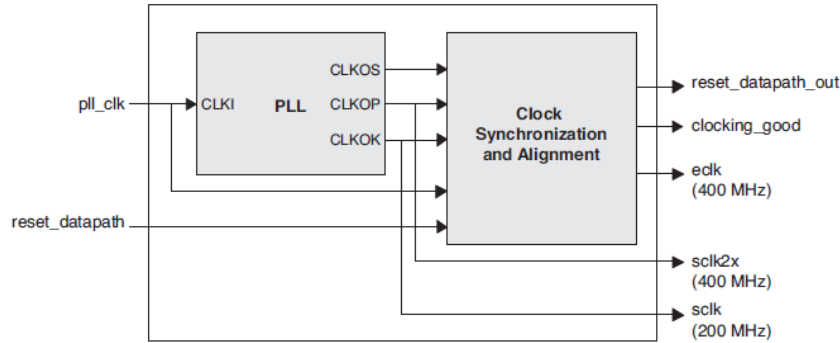 pll_clk
reset_datapath
CLKI
PLL
CLKOS
CLKOP
CLKOK
Clock
Synchronization
and Alignment
reset_datapath_out
clocking_good
eclk
(400 MHz)
sclk2x
(400 MHz)
sclk
(200 MHz)